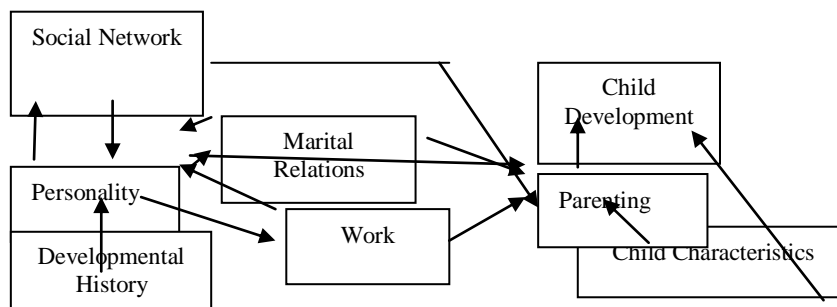 Social Network
Child
Development
Marital
Relations
Personality
Parenting
Work
Child Characteristics
Developmental
History